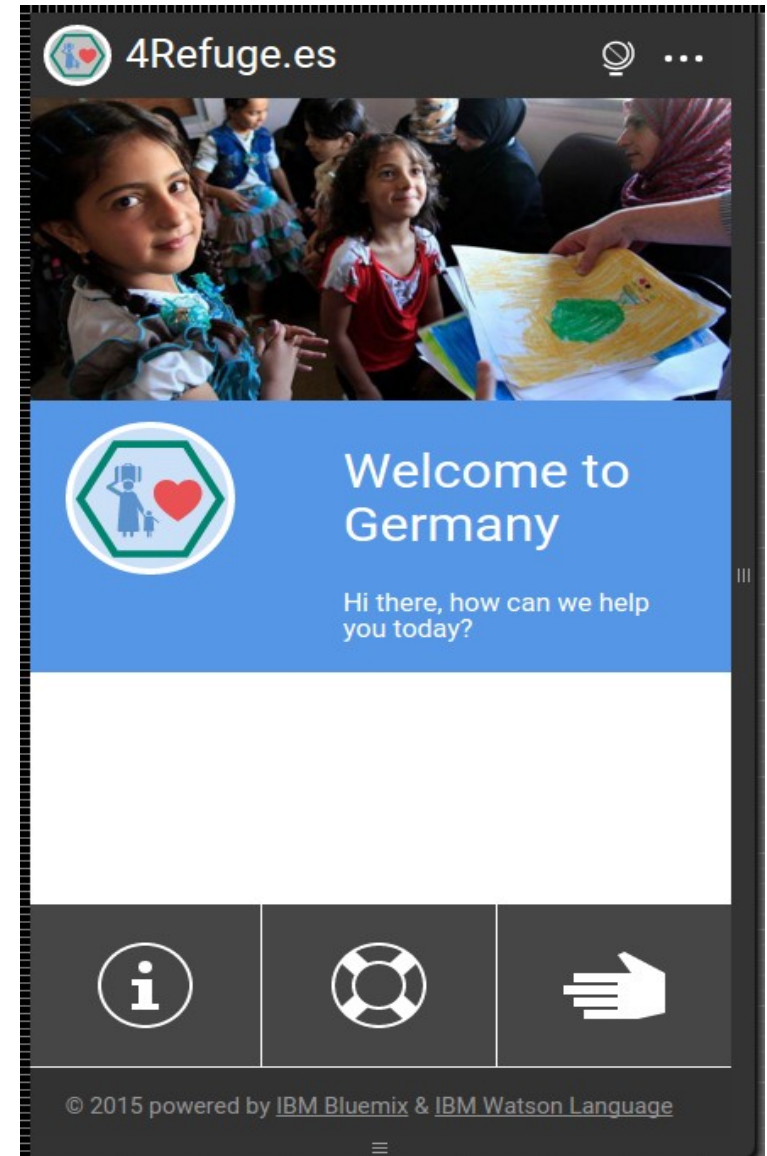 4Refuge.es
Welcome to
Germany
Hi there, how can we help
you today?
© 2015 powered by IBM Bluemix & IBM Watson Language